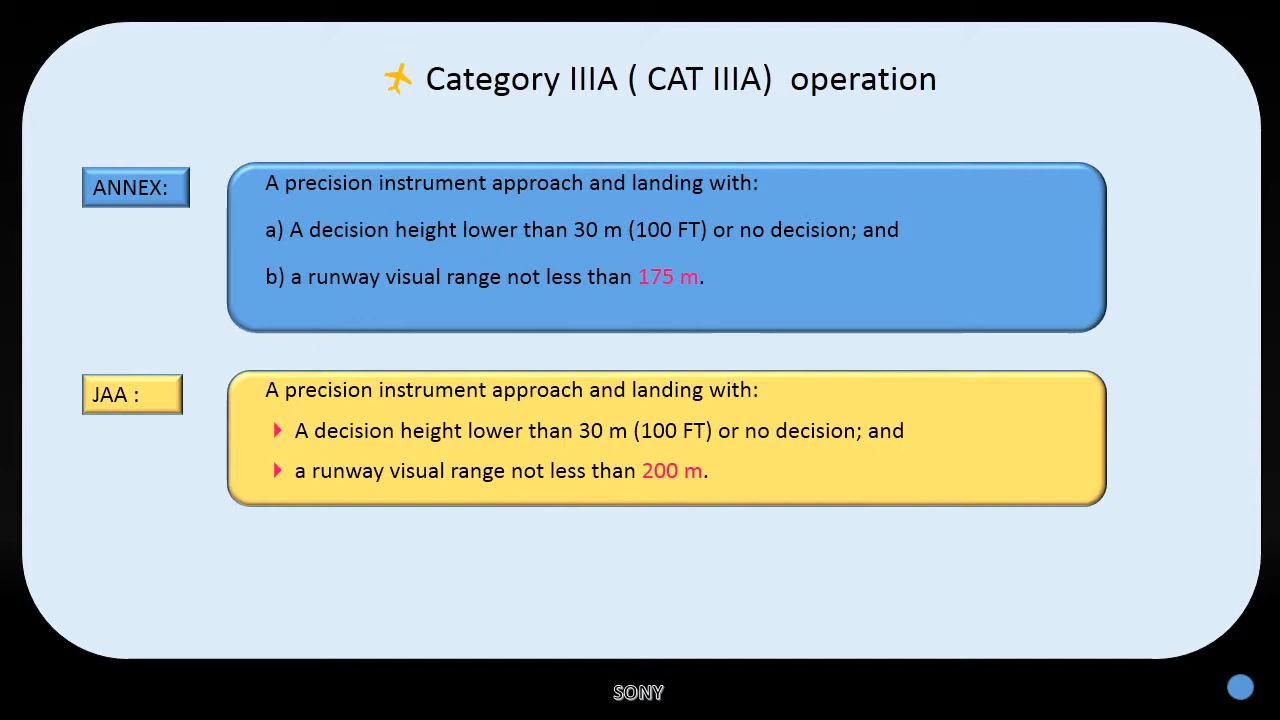 Category IIIA ( CAT IIIA) operation
ANNEX:
A precision instrument approach and landing with:
a) A decision height lower than 30 m (100 FT) or no decision; and
b) a runway visual range not less than 175 m.
JAA :
A precision instrument approach and landing with:
A decision height lower than 30 m (100 FT) or no decision; and
a runway visual range not less than 200 m.
SONY